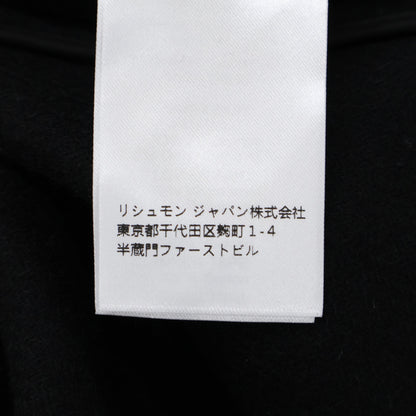 リシュモン ジャパン株式会社
東京都千代田区麹町1-4
半蔵門ファーストビル